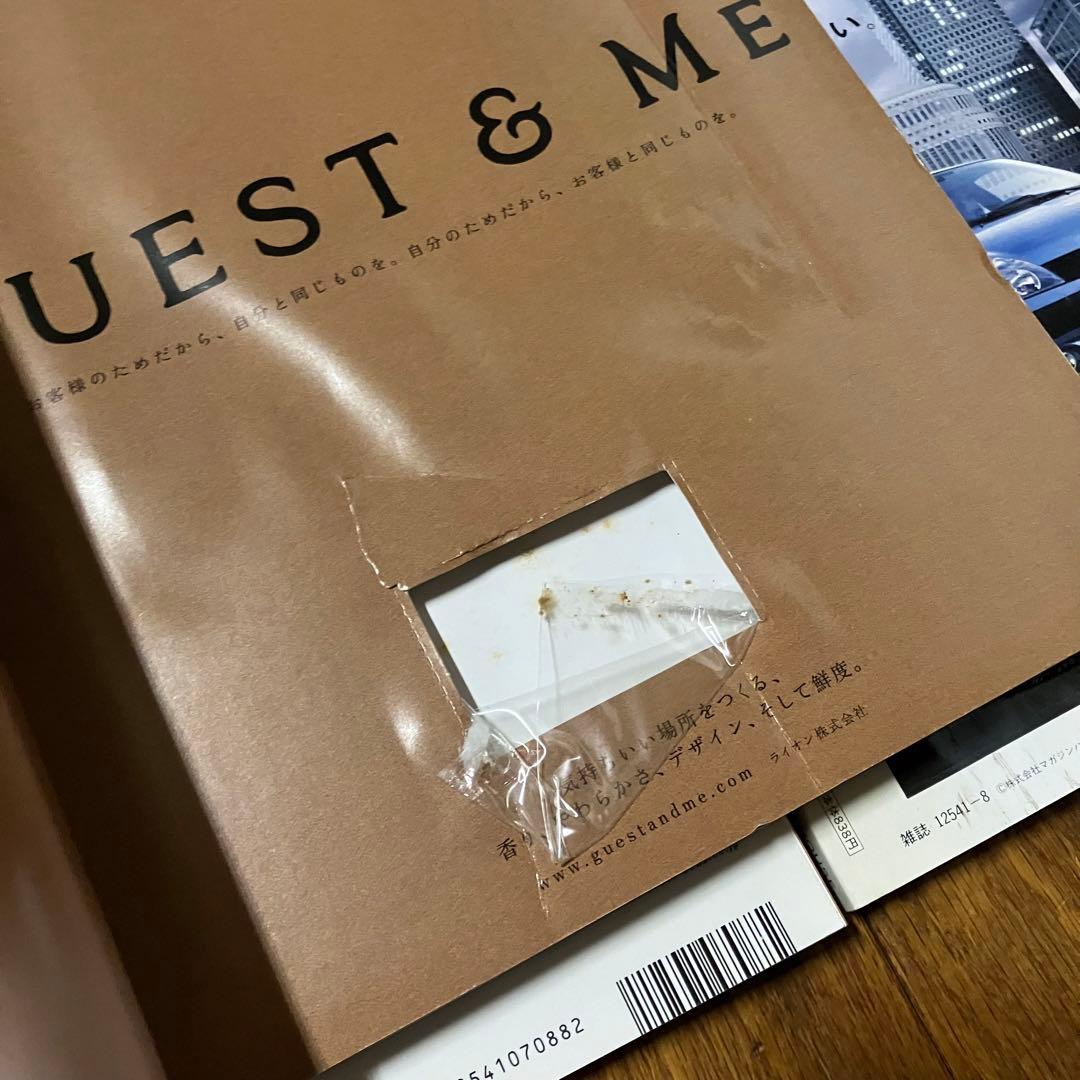 UEST & ME
お客様のためだから、自分と同じものを。自分のためだから、お客様と同じものを。
い。
気持ちいい場所をつくる、
香り、やわらかさ、デザイン、そして鮮度。
www.guestandme.com ライオン株式会社
©株式会社マガジンハ
838円
雑誌 12541-8
541070882